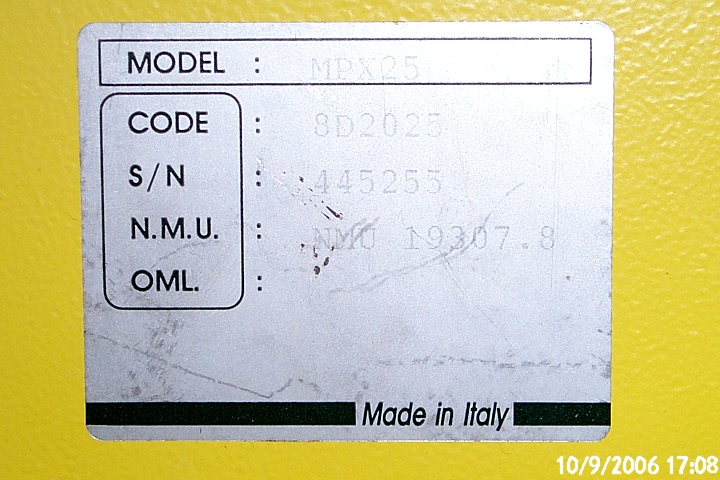 MODEL : MPX25
CODE : 8D2025
S/N : 445255
N.M.U. : NMU 19307.8
OML. :
Made in Italy
10/9/2006 17:08